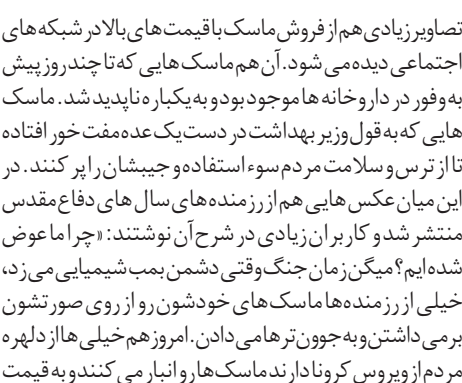 تصاویر زیادی هم از فروش ماسک با قیمت های بالا در شبکه های
اجتماعی دیده می شود. آن هم ماسک هایی که تا چند روز پیش
به وفور در داروخانه ها موجود بود و به یکباره ناپدید شد. ماسک
هایی که به قول وزیر بهداشت در دست یک عده مفت خور افتاده
تا از ترس و سلامت مردم سوء استفاده و جیبشان را پر کنند. در
این میان عکس هایی هم از رزمنده های سال های دفاع مقدس
منتشر شد و کاربران زیادی در شرح آن نوشتند: «چرا ما عوض
شده ایم؟ میگن زمان جنگ وقتی دشمن بمب شیمیایی می زد،
خیلی از رزمنده ها ماسک های خودشون رو از روی صورتشون
برمی داشتن و به جوون ترها می دادن. امروز هم خیلی ها از دلهره
مردم از ویروس کرونا دارند ماسک ها رو انبار می کنند و به قیمت